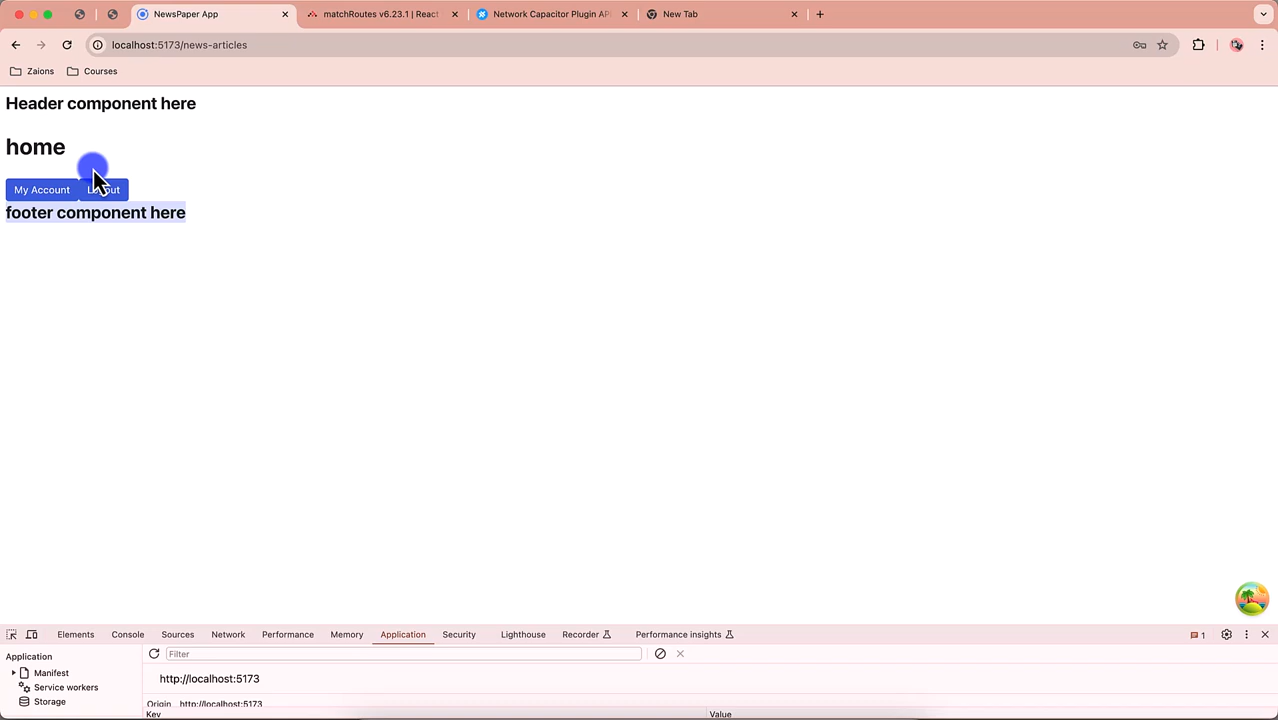 NewsPaper App
matchRoutes v6.23.1 | React
Network Capacitor Plugin API
New Tab
localhost:5173/news-articles
Zaions
Courses
Header component here
home
My Account
footer component here
Elements
Console
Sources
Network
Performance
Memory
Application
Security
Lighthouse
Recorder
Performance insights
1
Application
Filter
Manifest
http://localhost:5173
Service workers
Storage
Origin http://localhost:5173
Key
Value